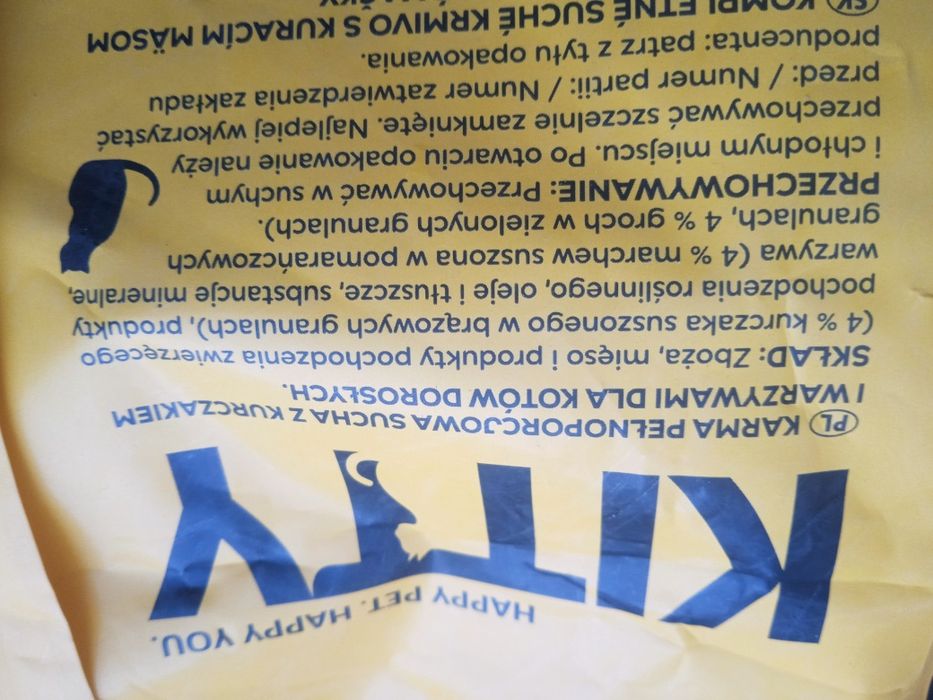 HAPPY PET. HAPPY YOU.
KITTY
PL KARMA PEŁNOPORCJOWA SUCHA Z KURCZAKIEM
I WARZYWAMI DLA KOTÓW DOROSŁYCH.
SKŁAD: Zboża, mięso i produkty pochodzenia zwierzęcego
(4 % kurczaka suszonego w brązowych granulach), produkty
pochodzenia roślinnego, oleje i tłuszcze, substancje mineralne,
warzywa (4 % marchew suszona w pomarańczowych
granulach, 4 % groch w zielonych granulach).
PRZECHOWYWANIE: Przechowywać w suchym
i chłodnym miejscu. Po otwarciu opakowanie należy
przechowywać szczelnie zamknięte. Najlepiej wykorzystać
przed: / Numer partii: / Numer zatwierdzenia zakładu
producenta: patrz z tyłu opakowania.
SK KOMPLETNÉ SUCHÉ KRMIVO S KURACÍM MÄSOM